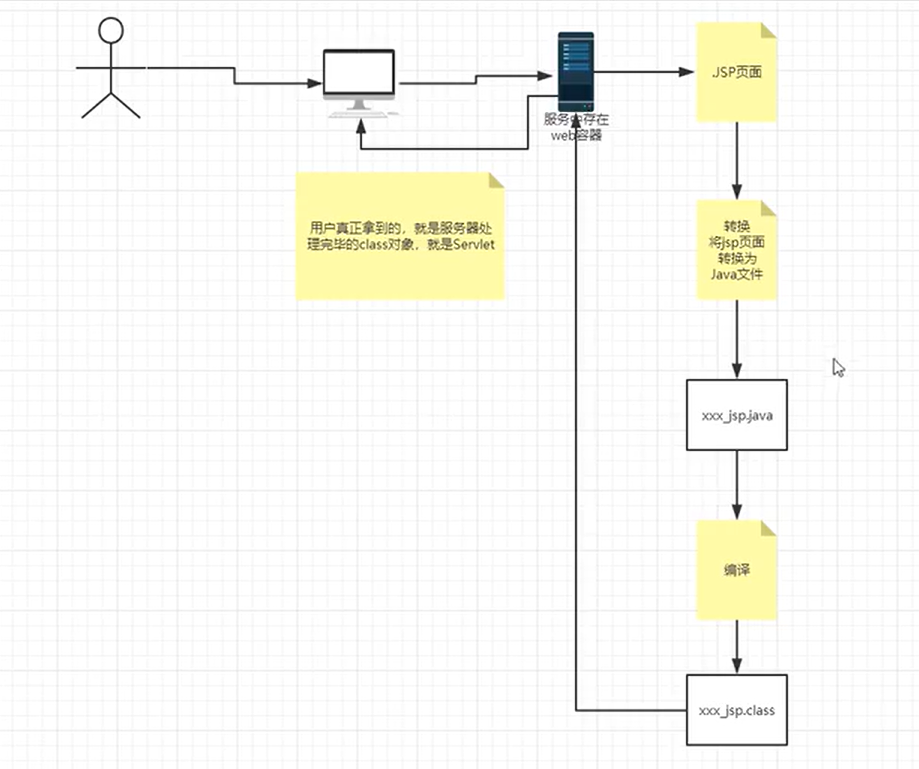 .JSP页面
服务中存在
web容器
用户真正拿到的，就是服务器处
理完毕的class对象，就是Servlet
转换
将jsp页面
转换为
Java文件
xxx_jsp.java
编译
xxx_jsp.class